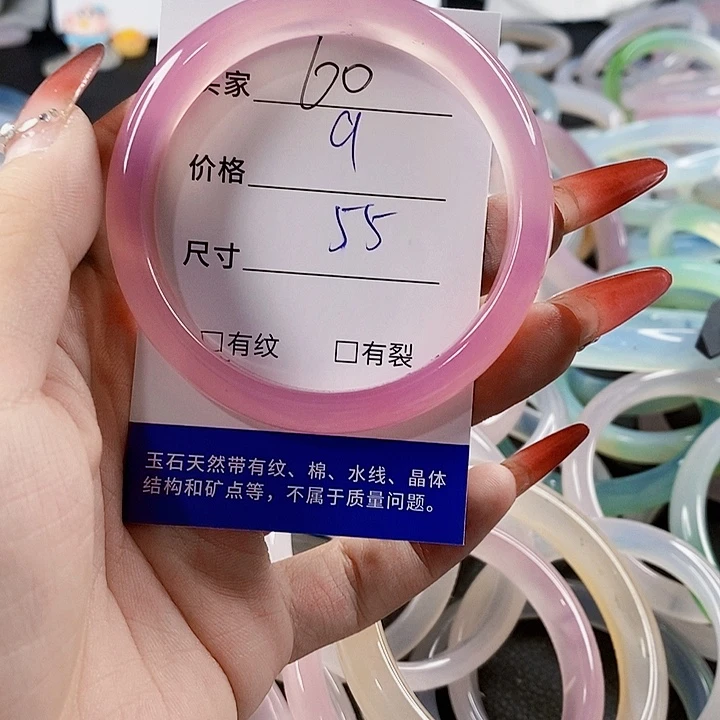 家 60
价格 9
尺寸 55
□有纹 □有裂
玉石天然带有纹、棉、水线、晶体
结构和矿点等，不属于质量问题。